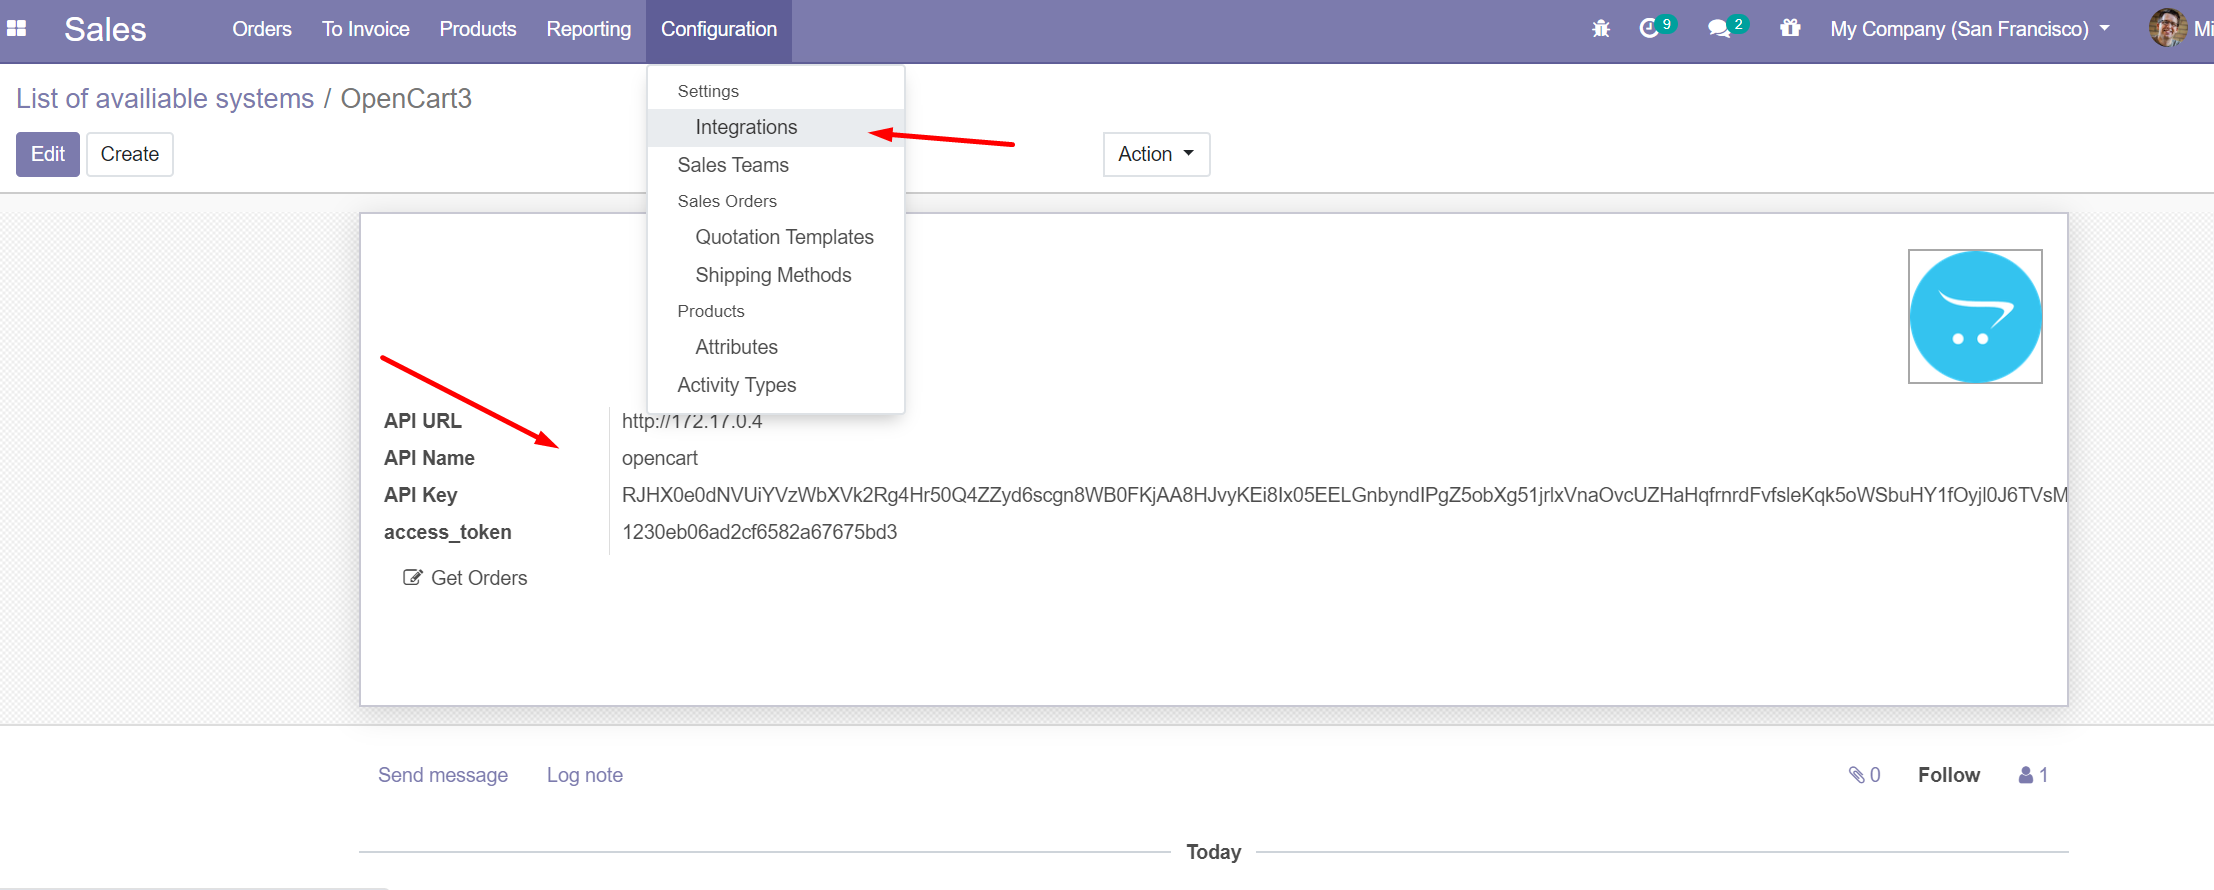 Sales Orders To Invoice Products Reporting Configuration 9 2 My Company (San Francisco)
List of availiable systems / OpenCart3
Edit Create Action
Settings
Integrations
Sales Teams
Sales Orders
Quotation Templates
Shipping Methods
Products
Attributes
Activity Types
API URL http://172.17.0.4
API Name opencart
API Key RJHX0e0dNVUiYVzWbXVk2Rg4Hr50Q4ZZyd6scgn8WB0FKjAA8HJvyKEi8Ix05EELGnbyndIPgZ5obXg51jrlxVnaOvcUZHaHqfrnrdFvfsleKqk5oWSbuHY1fOyjl0J6TVsM
access_token 1230eb06ad2cf6582a67675bd3
Get Orders
Send message Log note 0 Follow 1
Today